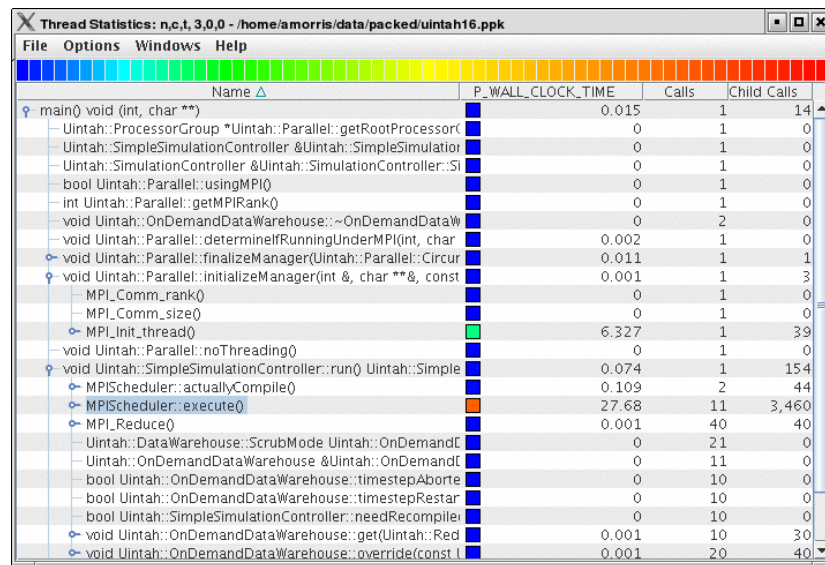 Thread Statistics: n,c,t, 3,0,0 - /home/amorris/data/packed/uintah16.ppk
File Options Windows Help
Name P_WALL_CLOCK_TIME Calls Child Calls
main() void (int, char **) 0.015 1 14
Uintah::ProcessorGroup *Uintah::Parallel::getRootProcessor( 0 1 0
Uintah::SimpleSimulationController &Uintah::SimpleSimulation 0 1 0
Uintah::SimulationController &Uintah::SimulationController::Si 0 1 0
bool Uintah::Parallel::usingMPI() 0 1 0
int Uintah::Parallel::getMPIRank() 0 1 0
void Uintah::OnDemandDataWarehouse::~OnDemandDataW 0 2 0
void Uintah::Parallel::determineIfRunningUnderMPI(int, char 0.002 1 0
void Uintah::Parallel::finalizeManager(Uintah::Parallel::Circur 0.011 1 1
void Uintah::Parallel::initializeManager(int &, char **&, const 0.001 1 3
MPI_Comm_rank() 0 1 0
MPI_Comm_size() 0 1 0
MPI_Init_thread() 6.327 1 39
void Uintah::Parallel::noThreading() 0 1 0
void Uintah::SimpleSimulationController::run() Uintah::Simple 0.074 1 154
MPIScheduler::actuallyCompile() 0.109 2 44
MPIScheduler::execute() 27.68 11 3,460
MPI_Reduce() 0.001 40 40
Uintah::DataWarehouse::ScrubMode Uintah::OnDemandD 0 21 0
Uintah::OnDemandDataWarehouse &Uintah::OnDemandD 0 11 0
bool Uintah::OnDemandDataWarehouse::timestepAborte 0 10 0
bool Uintah::OnDemandDataWarehouse::timestepRestar 0 10 0
bool Uintah::SimpleSimulationController::needRecompile 0 10 0
void Uintah::OnDemandDataWarehouse::get(Uintah::Red 0.001 10 30
void Uintah::OnDemandDataWarehouse::override(const L 0.001 20 40